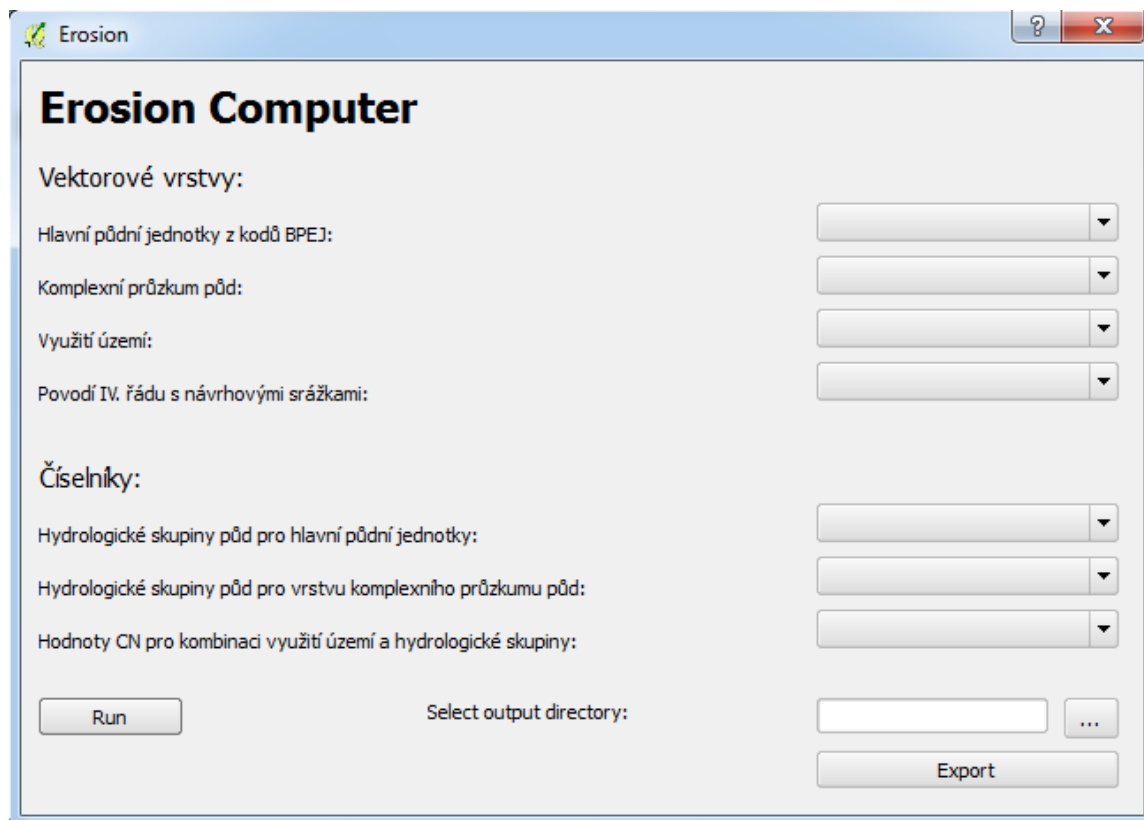 Erosion
Erosion Computer
Vektorové vrstvy:
Hlavní půdní jednotky z kodů BPEJ:
Komplexní průzkum půd:
Využití území:
Povodí IV. řádu s návrhovými srážkami:
Číselníky:
Hydrologické skupiny půd pro hlavní půdní jednotky:
Hydrologické skupiny půd pro vrstvu komplexního průzkumu půd:
Hodnoty CN pro kombinaci využití území a hydrologické skupiny:
Run Select output directory: ...
Export